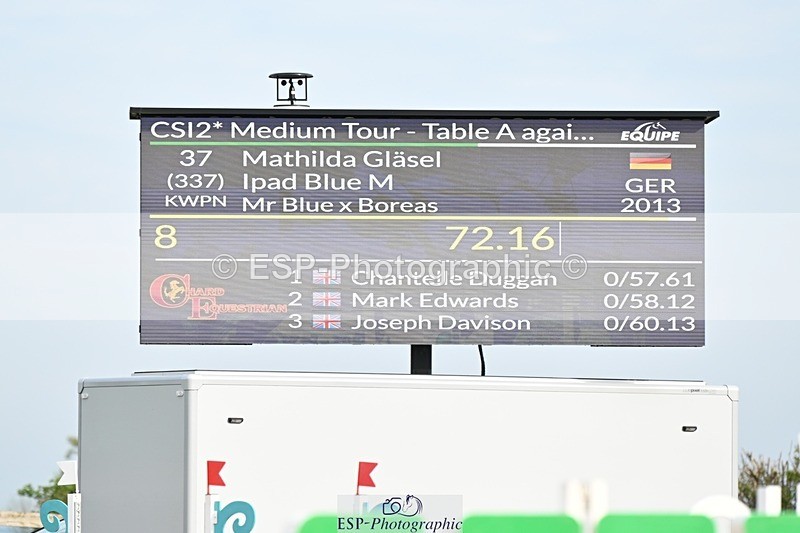 CSI2* Medium Tour - Table A agai... EQUIPE
37 Mathilda Gläsel
(337) Ipad Blue M GER
KWPN Mr Blue x Boreas 2013
8 72.16
© ESP-Photographic ©
CHARD EQUESTRIAN
1 Chantelle Duggan 0/57.61
2 Mark Edwards 0/58.12
3 Joseph Davison 0/60.13
ESP-Photographic